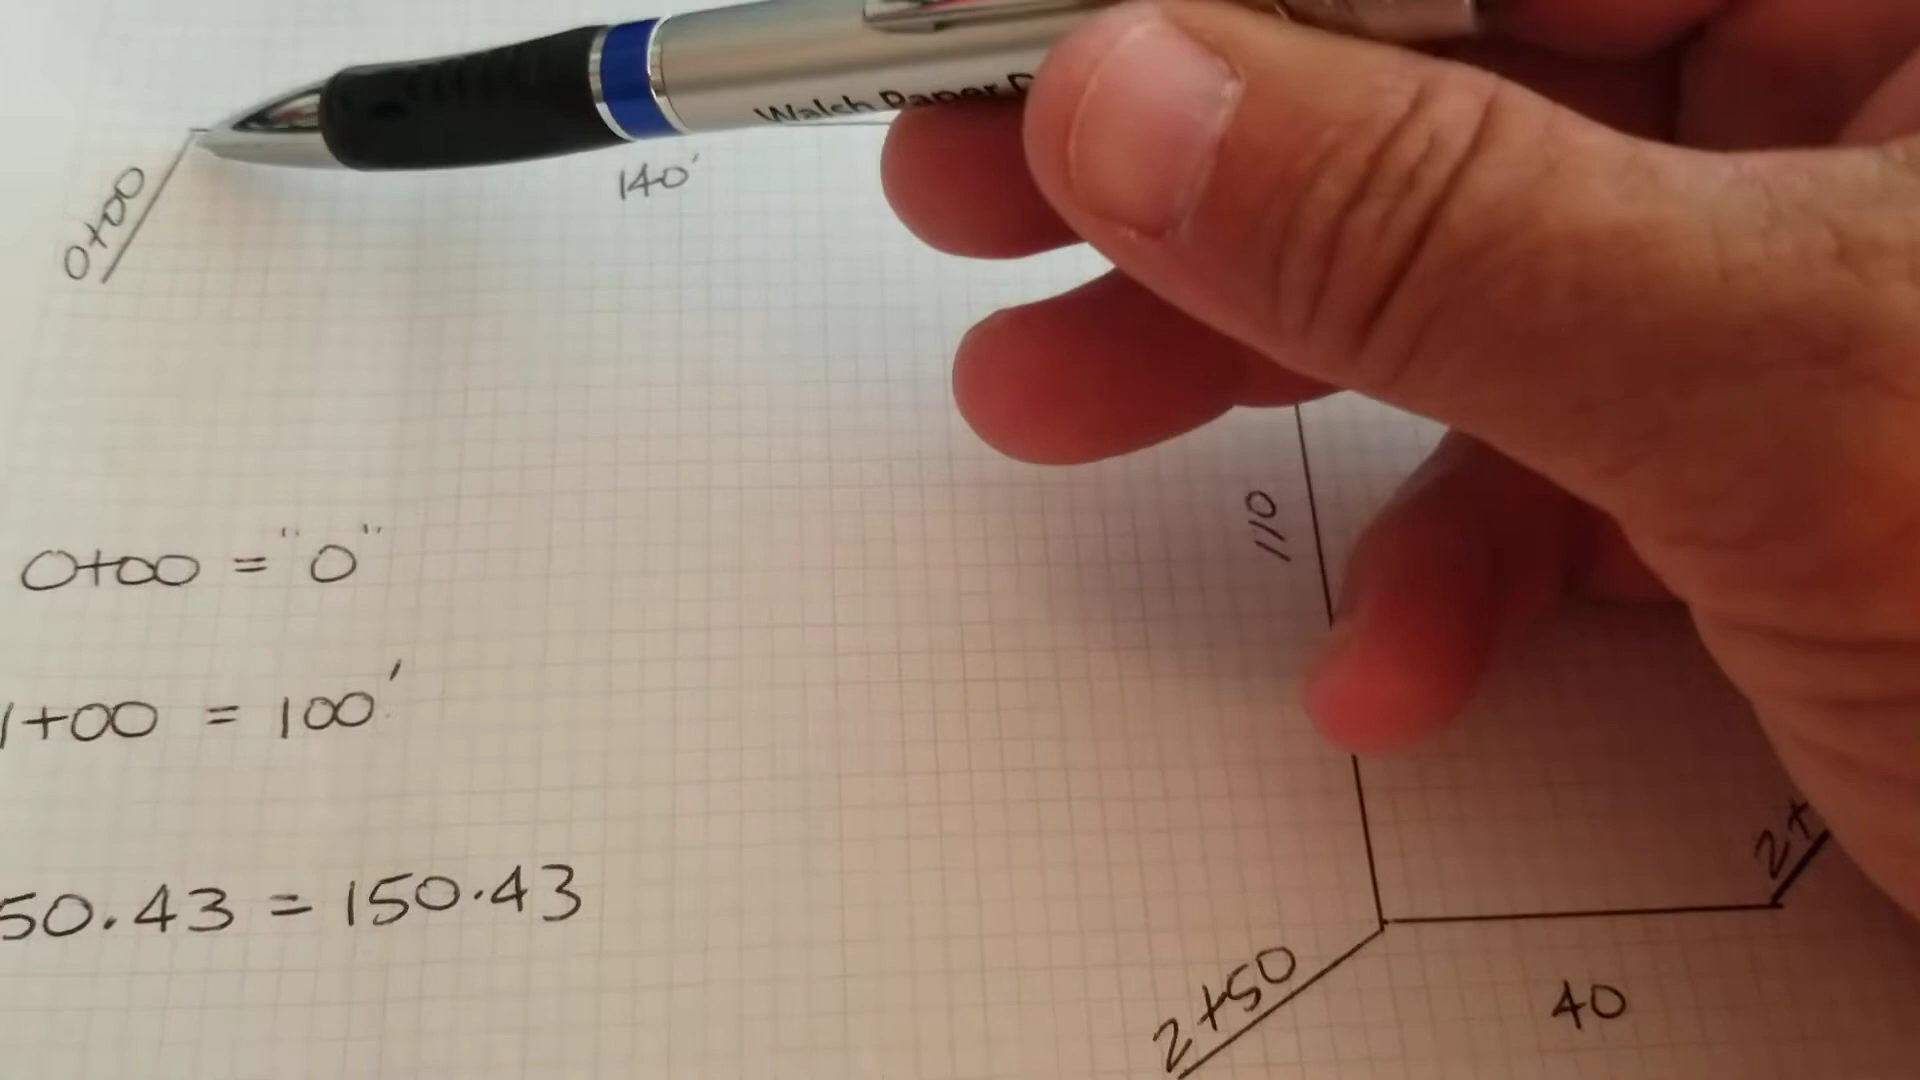 Walsh Paper
140'
0+00
110
0+00 = "0"
1+00 = 100'
50.43 = 150.43
2+
2+50
40